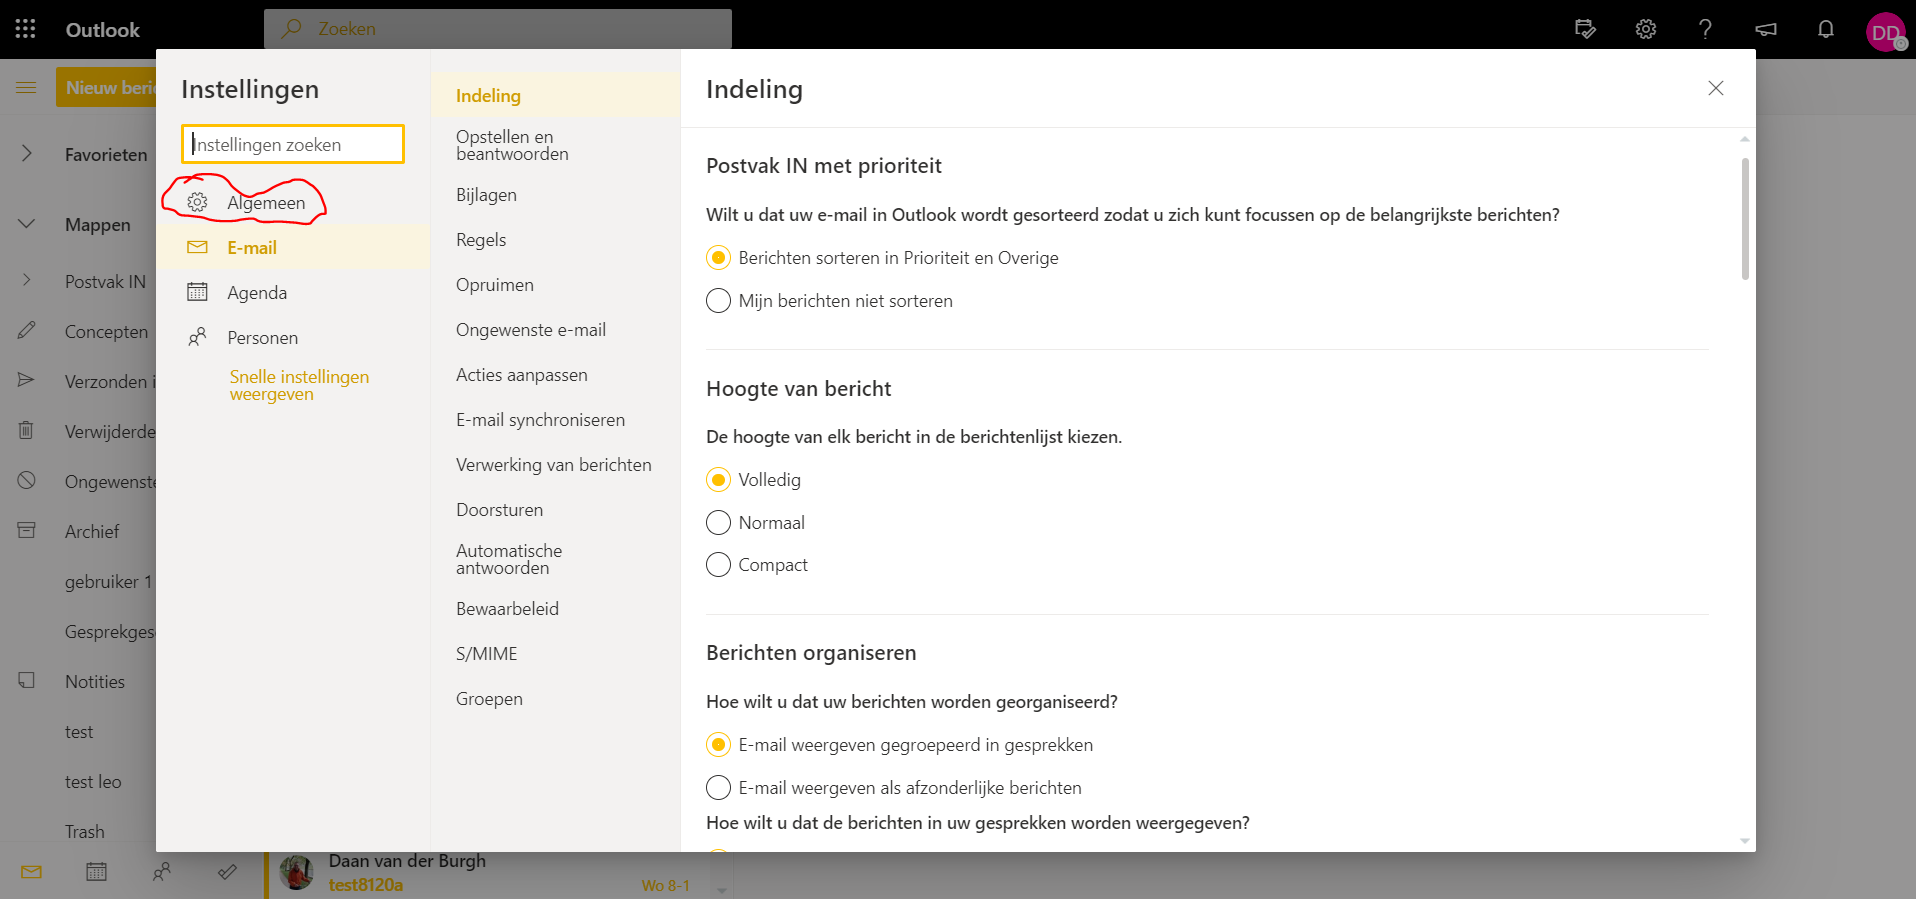 Outlook
Zoeken
DD
Nieuw beri
Favorieten
Mappen
Postvak IN
Concepten
Verzonden i
Verwijderde
Ongewenste
Archief
gebruiker 1
Gesprekges
Notities
test
test leo
Trash
Instellingen
Instellingen zoeken
Algemeen
E-mail
Agenda
Personen
Snelle instellingen
weergeven
Indeling
Opstellen en
beantwoorden
Bijlagen
Regels
Opruimen
Ongewenste e-mail
Acties aanpassen
E-mail synchroniseren
Verwerking van berichten
Doorsturen
Automatische
antwoorden
Bewaarbeleid
S/MIME
Groepen
Indeling
Postvak IN met prioriteit
Wilt u dat uw e-mail in Outlook wordt gesorteerd zodat u zich kunt focussen op de belangrijkste berichten?
Berichten sorteren in Prioriteit en Overige
Mijn berichten niet sorteren
Hoogte van bericht
De hoogte van elk bericht in de berichtenlijst kiezen.
Volledig
Normaal
Compact
Berichten organiseren
Hoe wilt u dat uw berichten worden georganiseerd?
E-mail weergeven gegroepeerd in gesprekken
E-mail weergeven als afzonderlijke berichten
Hoe wilt u dat de berichten in uw gesprekken worden weergegeven?
Daan van der Burgh
test8120a
Wo 8-1